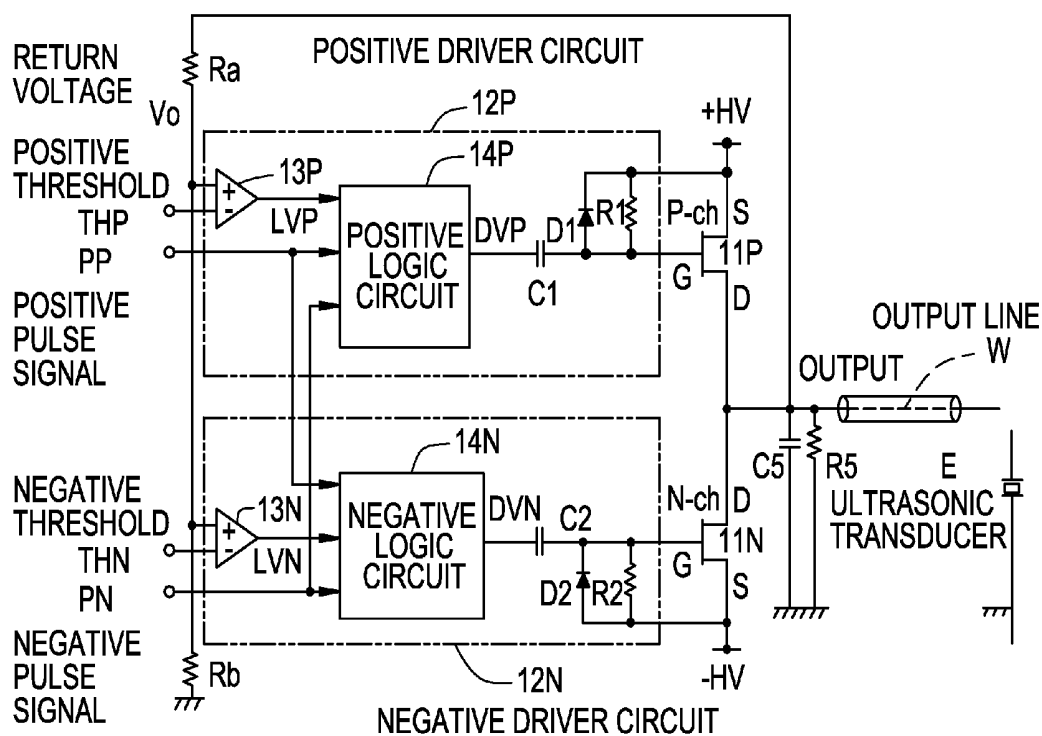 POSITIVE DRIVER CIRCUIT
RETURN
VOLTAGE
Ra
Vo
12P
+HV
POSITIVE
THRESHOLD
THP
13P
+
-
LVP
14P
POSITIVE
LOGIC
CIRCUIT
DVP
C1
D1
R1
P-ch
S
11P
G
D
PP
POSITIVE
PULSE
SIGNAL
OUTPUT LINE
W
OUTPUT
C5
R5
E
ULTRASONIC
TRANSDUCER
14N
NEGATIVE
THRESHOLD
THN
13N
+
-
LVN
NEGATIVE
LOGIC
CIRCUIT
DVN
C2
D2
R2
N-ch
D
11N
G
S
PN
NEGATIVE
PULSE
SIGNAL
Rb
12N
-HV
NEGATIVE DRIVER CIRCUIT